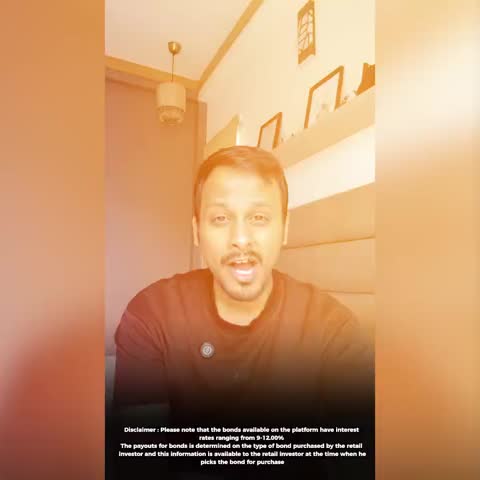 Disclaimer : Please note that the bonds available on the platform have interest
rates ranging from 9-12.00%
The payouts for bonds is determined on the type of bond purchased by the retail
investor and this information is available to the retail investor at the time when he
picks the bond for purchase